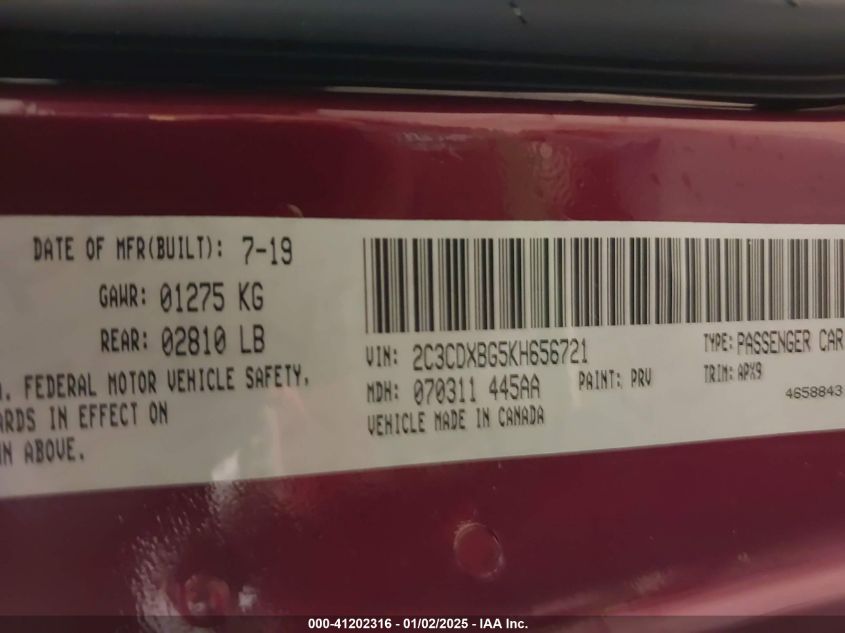 DATE OF MFR(BUILT): 7-19
GAWR: 01275 KG
REAR: 02810 LB
FEDERAL MOTOR VEHICLE SAFETY,
IN EFFECT ON
ABOVE.
VIN: 2C3CDXBG5KH656721
TYPE: PASSENGER CAR
MDH: 070311 445AA
PAINT: PRV
TRIM: APX9
VEHICLE MADE IN CANADA
4658843
000-41202316 - 01/02/2025 - IAA Inc.